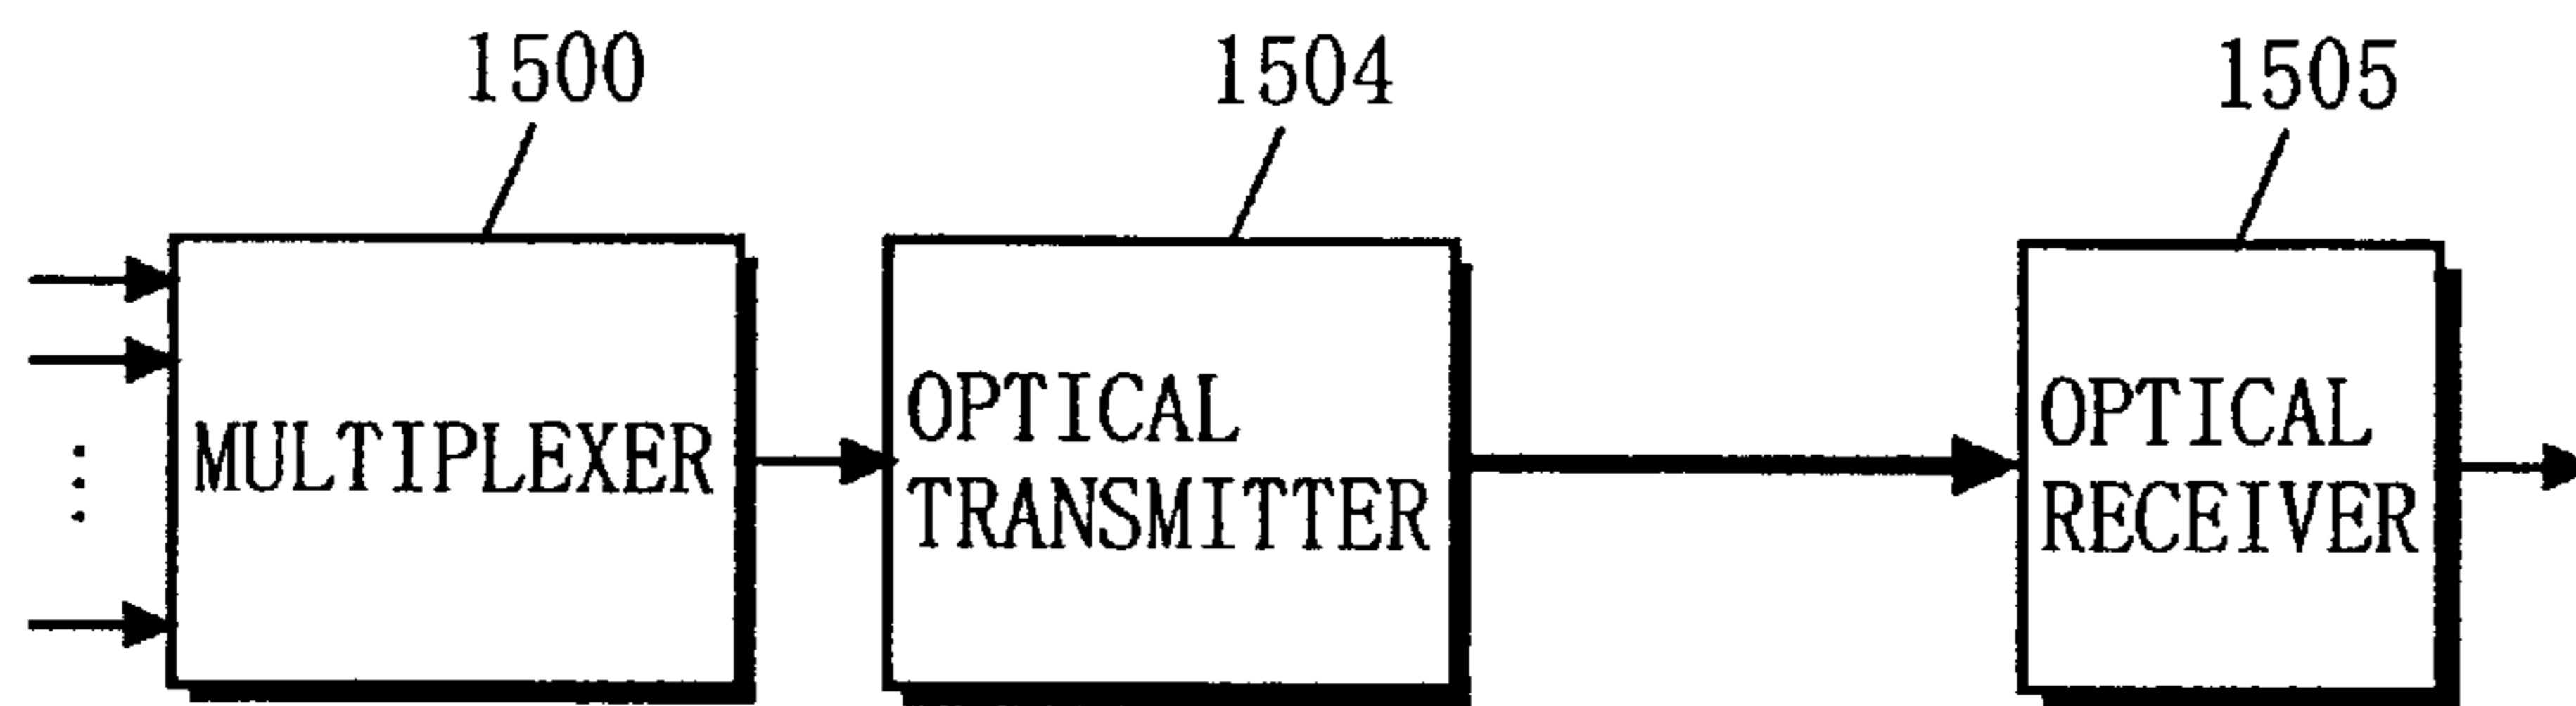 1500
1504
1505
MULTIPLEXER
OPTICAL
TRANSMITTER
OPTICAL
RECEIVER